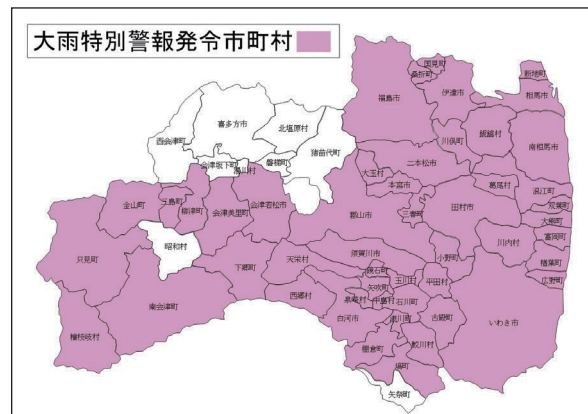 大雨特別警報発令市町村
国見町
桑折町
新地町
福島市
伊達市
相馬市
喜多方市
北塩原村
西会津町
猪苗代町
川俣町
飯舘村
南相馬市
会津坂下町
湯川村
磐梯町
二本松市
大玉村
本宮市
葛尾村
浪江町
金山町
三島町
柳津町
会津美里町
会津若松市
郡山市
三春町
田村市
双葉町
大熊町
昭和村
川内村
富岡町
只見町
下郷町
天栄村
須賀川市
小野町
楢葉町
鏡石町
玉川村
平田村
広野町
南会津町
西郷村
泉崎村
矢吹町
中島村
石川町
白河市
浅川町
古殿町
いわき市
檜枝岐村
棚倉町
鮫川村
塙町
矢祭町